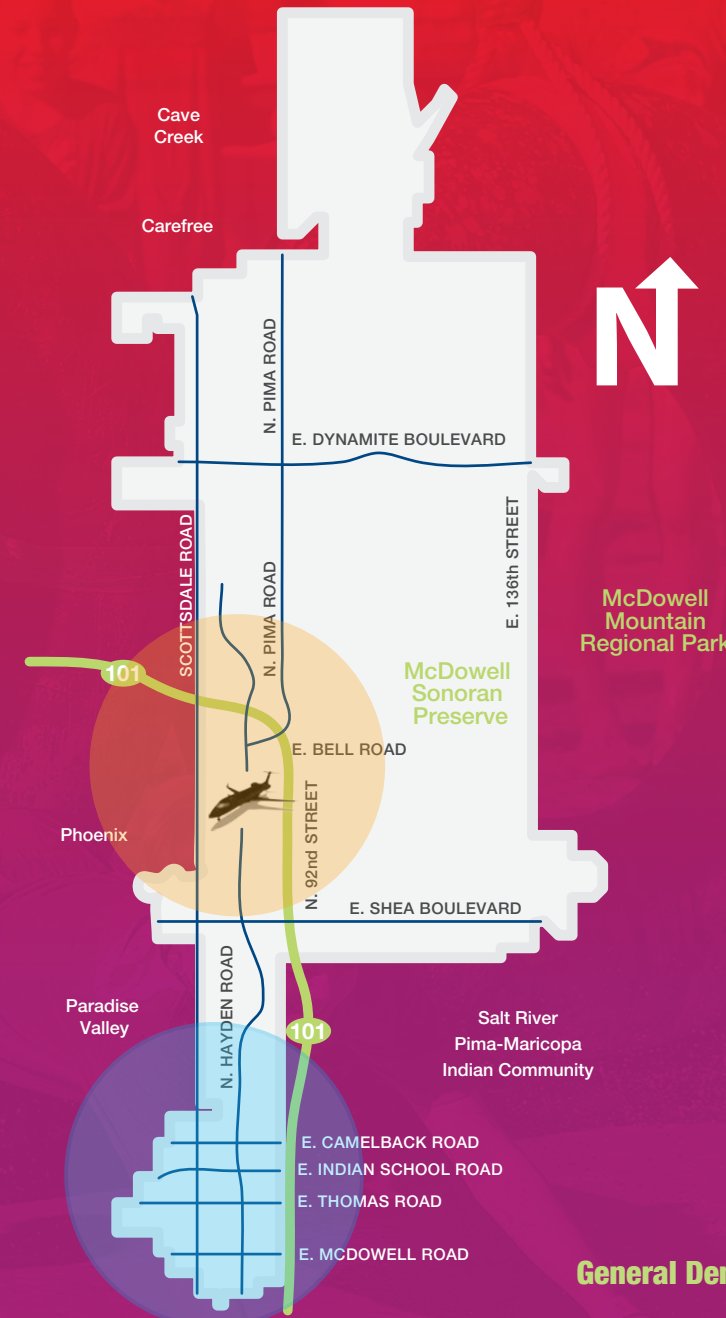 Cave
Creek
Carefree
N
N. PIMA ROAD
E. DYNAMITE BOULEVARD
SCOTTSDALE ROAD
E. 136th STREET
N. PIMA ROAD
McDowell
Mountain
Regional Park
101
McDowell
Sonoran
Preserve
E. BELL ROAD
Phoenix
N. 92nd STREET
E. SHEA BOULEVARD
N. HAYDEN ROAD
Paradise
Valley
101
Salt River
Pima-Maricopa
Indian Community
E. CAMELBACK ROAD
E. INDIAN SCHOOL ROAD
E. THOMAS ROAD
E. MCDOWELL ROAD
General Der